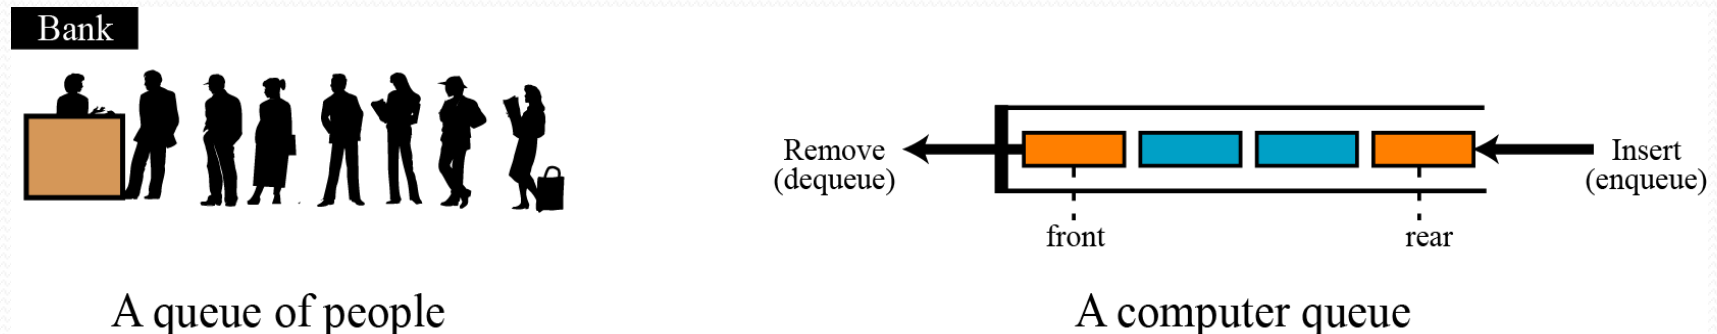 Bank
Remove
(dequeue)
Insert
(enqueue)
front
rear
A queue of people
A computer queue